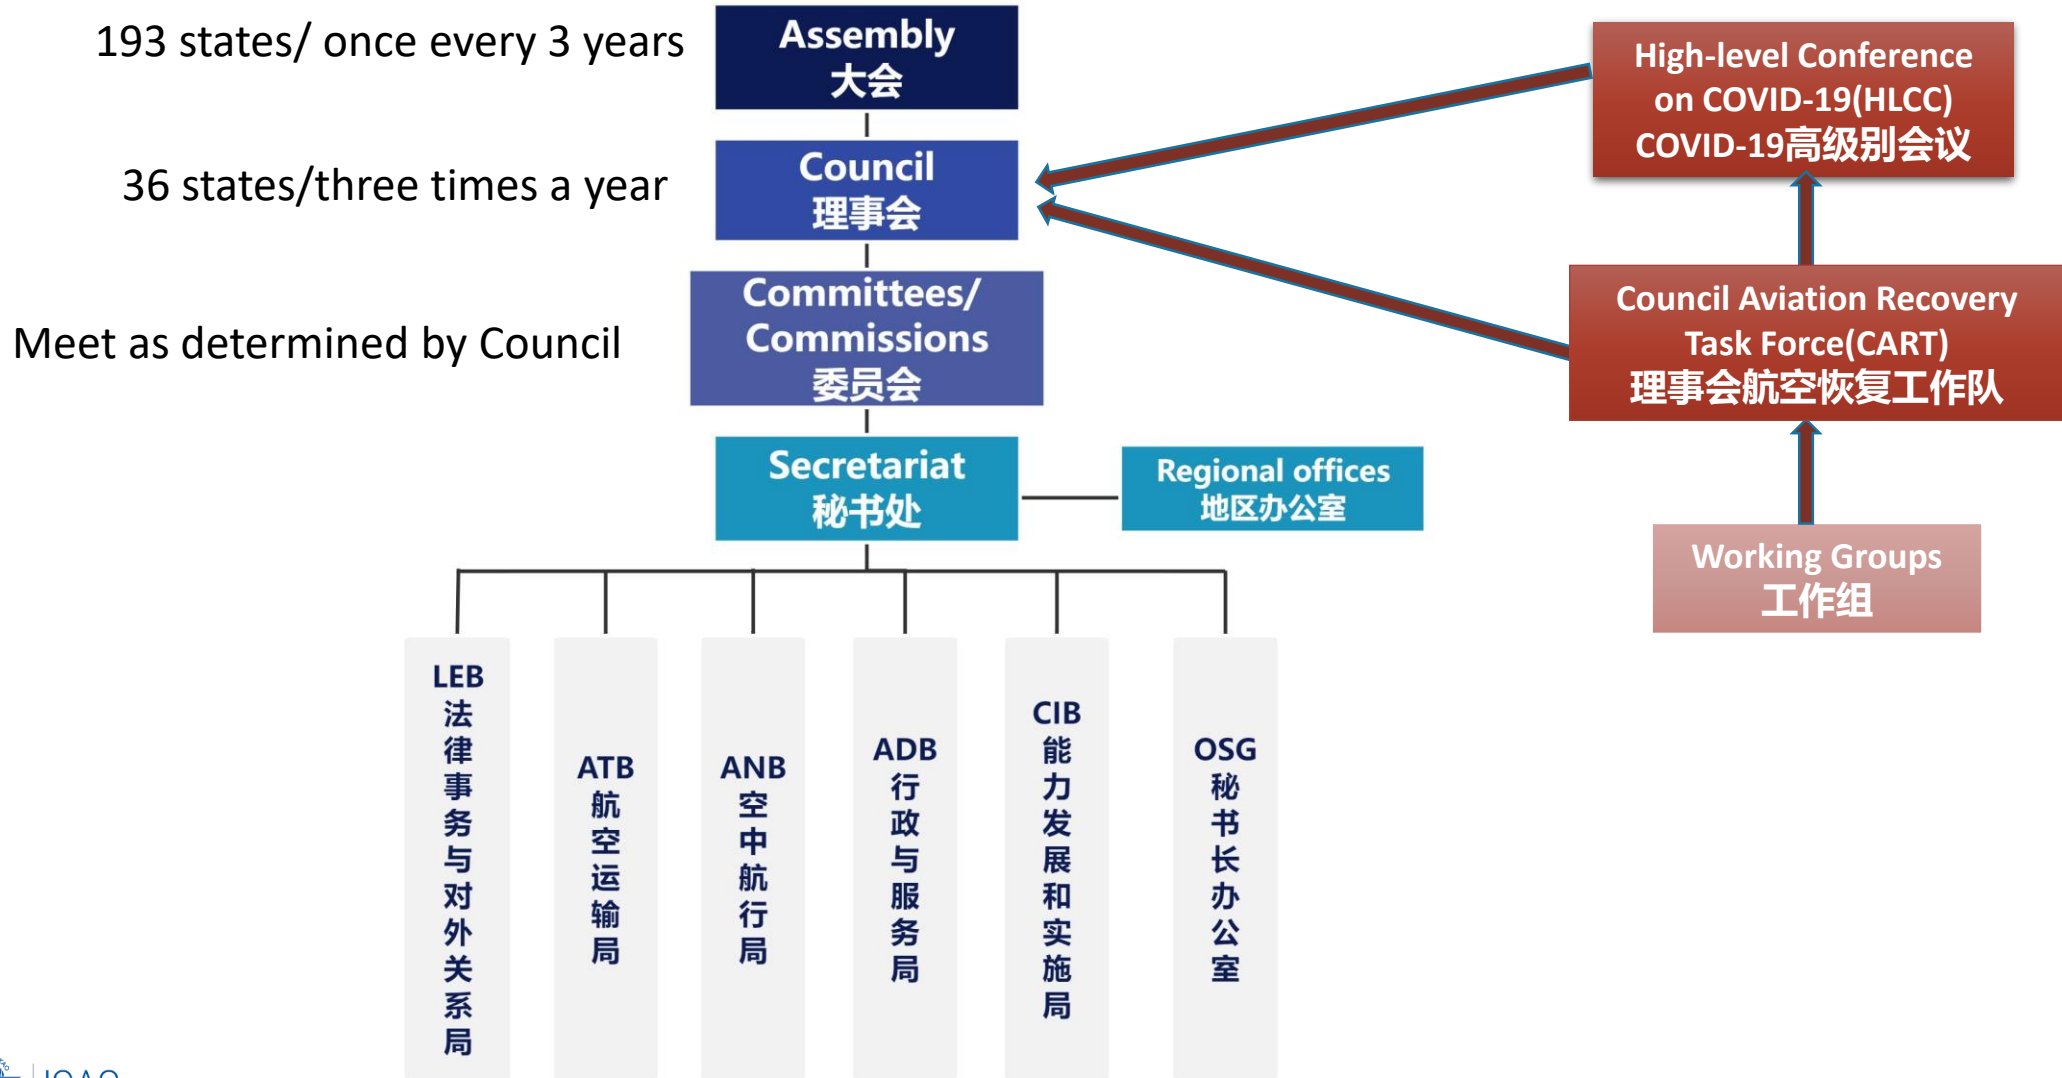 193 states/ once every 3 years
Assembly
大会
36 states/three times a year
Council
理事会
Meet as determined by Council
Committees/
Commissions
委员会
Secretariat
秘书处
Regional offices
地区办公室
High-level Conference
on COVID-19(HLCC)
COVID-19高级别会议
Council Aviation Recovery
Task Force(CART)
理事会航空恢复工作队
Working Groups
工作组
LEB
法律事务与对外关系局
ATB
航空运输局
ANB
空中航行局
ADB
行政与服务局
CIB
能力发展和实施局
OSG
秘书长办公室